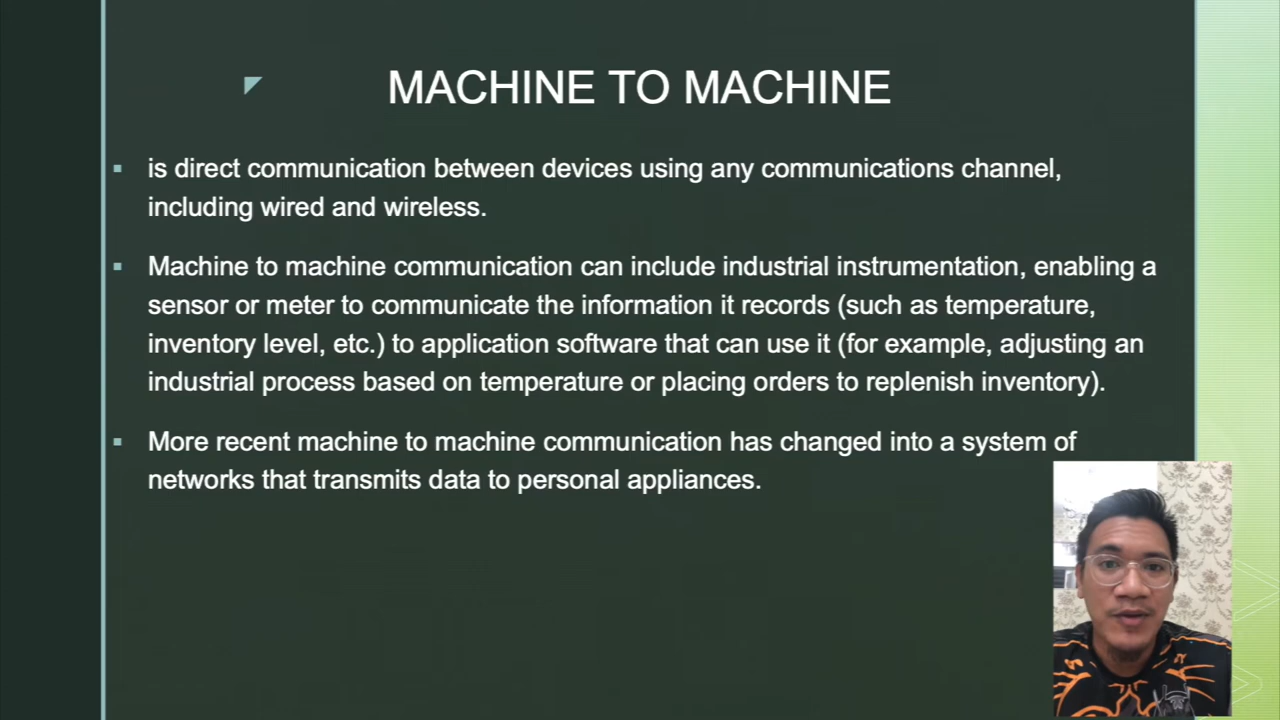 MACHINE TO MACHINE
is direct communication between devices using any communications channel,
including wired and wireless.
Machine to machine communication can include industrial instrumentation, enabling a
sensor or meter to communicate the information it records (such as temperature,
inventory level, etc.) to application software that can use it (for example, adjusting an
industrial process based on temperature or placing orders to replenish inventory).
More recent machine to machine communication has changed into a system of
networks that transmits data to personal appliances.